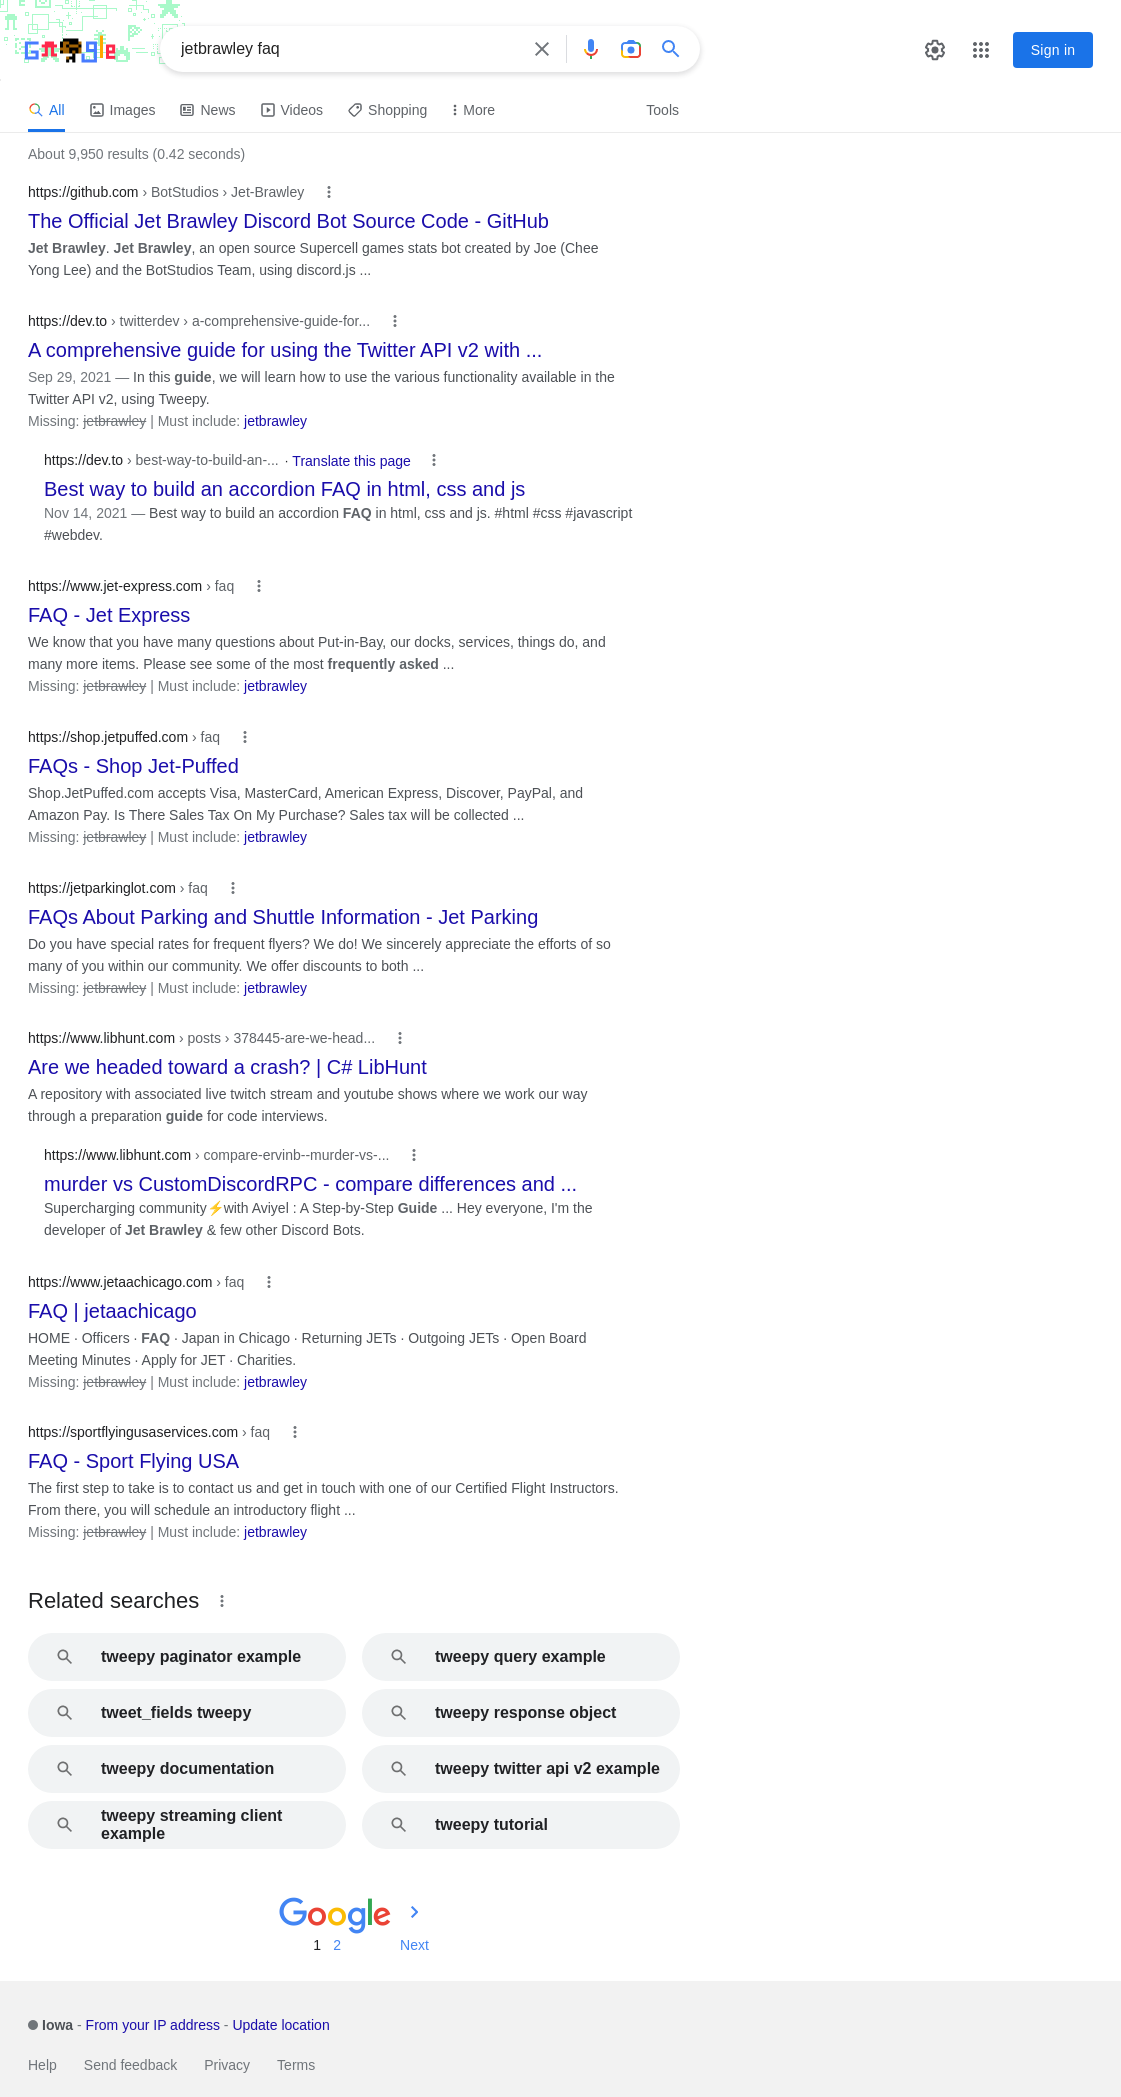 jetbrawley faq
Sign in
All Images News Videos Shopping More Tools
About 9,950 results (0.42 seconds)
https://github.com › BotStudios › Jet-Brawley
The Official Jet Brawley Discord Bot Source Code - GitHub
Jet Brawley. Jet Brawley, an open source Supercell games stats bot created by Joe (Chee
Yong Lee) and the BotStudios Team, using discord.js ...
https://dev.to › twitterdev › a-comprehensive-guide-for...
A comprehensive guide for using the Twitter API v2 with ...
Sep 29, 2021 — In this guide, we will learn how to use the various functionality available in the
Twitter API v2, using Tweepy.
Missing: jetbrawley | Must include: jetbrawley
https://dev.to › best-way-to-build-an-... · Translate this page
Best way to build an accordion FAQ in html, css and js
Nov 14, 2021 — Best way to build an accordion FAQ in html, css and js. #html #css #javascript
#webdev.
https://www.jet-express.com › faq
FAQ - Jet Express
We know that you have many questions about Put-in-Bay, our docks, services, things do, and
many more items. Please see some of the most frequently asked ...
Missing: jetbrawley | Must include: jetbrawley
https://shop.jetpuffed.com › faq
FAQs - Shop Jet-Puffed
Shop.JetPuffed.com accepts Visa, MasterCard, American Express, Discover, PayPal, and
Amazon Pay. Is There Sales Tax On My Purchase? Sales tax will be collected ...
Missing: jetbrawley | Must include: jetbrawley
https://jetparkinglot.com › faq
FAQs About Parking and Shuttle Information - Jet Parking
Do you have special rates for frequent flyers? We do! We sincerely appreciate the efforts of so
many of you within our community. We offer discounts to both ...
Missing: jetbrawley | Must include: jetbrawley
https://www.libhunt.com › posts › 378445-are-we-head...
Are we headed toward a crash? | C# LibHunt
A repository with associated live twitch stream and youtube shows where we work our way
through a preparation guide for code interviews.
https://www.libhunt.com › compare-ervinb--murder-vs-...
murder vs CustomDiscordRPC - compare differences and ...
Supercharging community⚡with Aviyel : A Step-by-Step Guide ... Hey everyone, I'm the
developer of Jet Brawley & few other Discord Bots.
https://www.jetaachicago.com › faq
FAQ | jetaachicago
HOME · Officers · FAQ · Japan in Chicago · Returning JETs · Outgoing JETs · Open Board
Meeting Minutes · Apply for JET · Charities.
Missing: jetbrawley | Must include: jetbrawley
https://sportflyingusaservices.com › faq
FAQ - Sport Flying USA
The first step to take is to contact us and get in touch with one of our Certified Flight Instructors.
From there, you will schedule an introductory flight ...
Missing: jetbrawley | Must include: jetbrawley
Related searches
tweepy paginator example
tweepy query example
tweet_fields tweepy
tweepy response object
tweepy documentation
tweepy twitter api v2 example
tweepy streaming client
example
tweepy tutorial
Google
1 2 Next
Iowa - From your IP address - Update location
Help Send feedback Privacy Terms